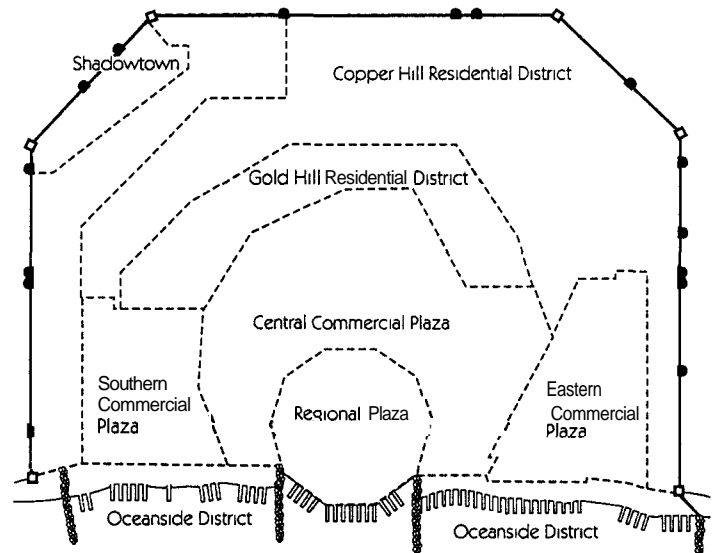 Shadowtown
Copper Hill Residential District
Gold Hill Residential District
Central Commercial Plaza
Southern
Commercial
Plaza
Regional Plaza
Eastern
Commercial
Plaza
Oceanside District
Oceanside District